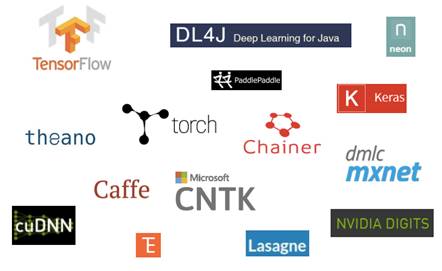 TensorFlow
DL4J Deep Learning for Java
n
neon
PaddlePaddle
K Keras
theano
torch
Chainer
dmlc
mxnet
Caffe
Microsoft
CNTK
cuDNN
E
Lasagne
NVIDIA DIGITS